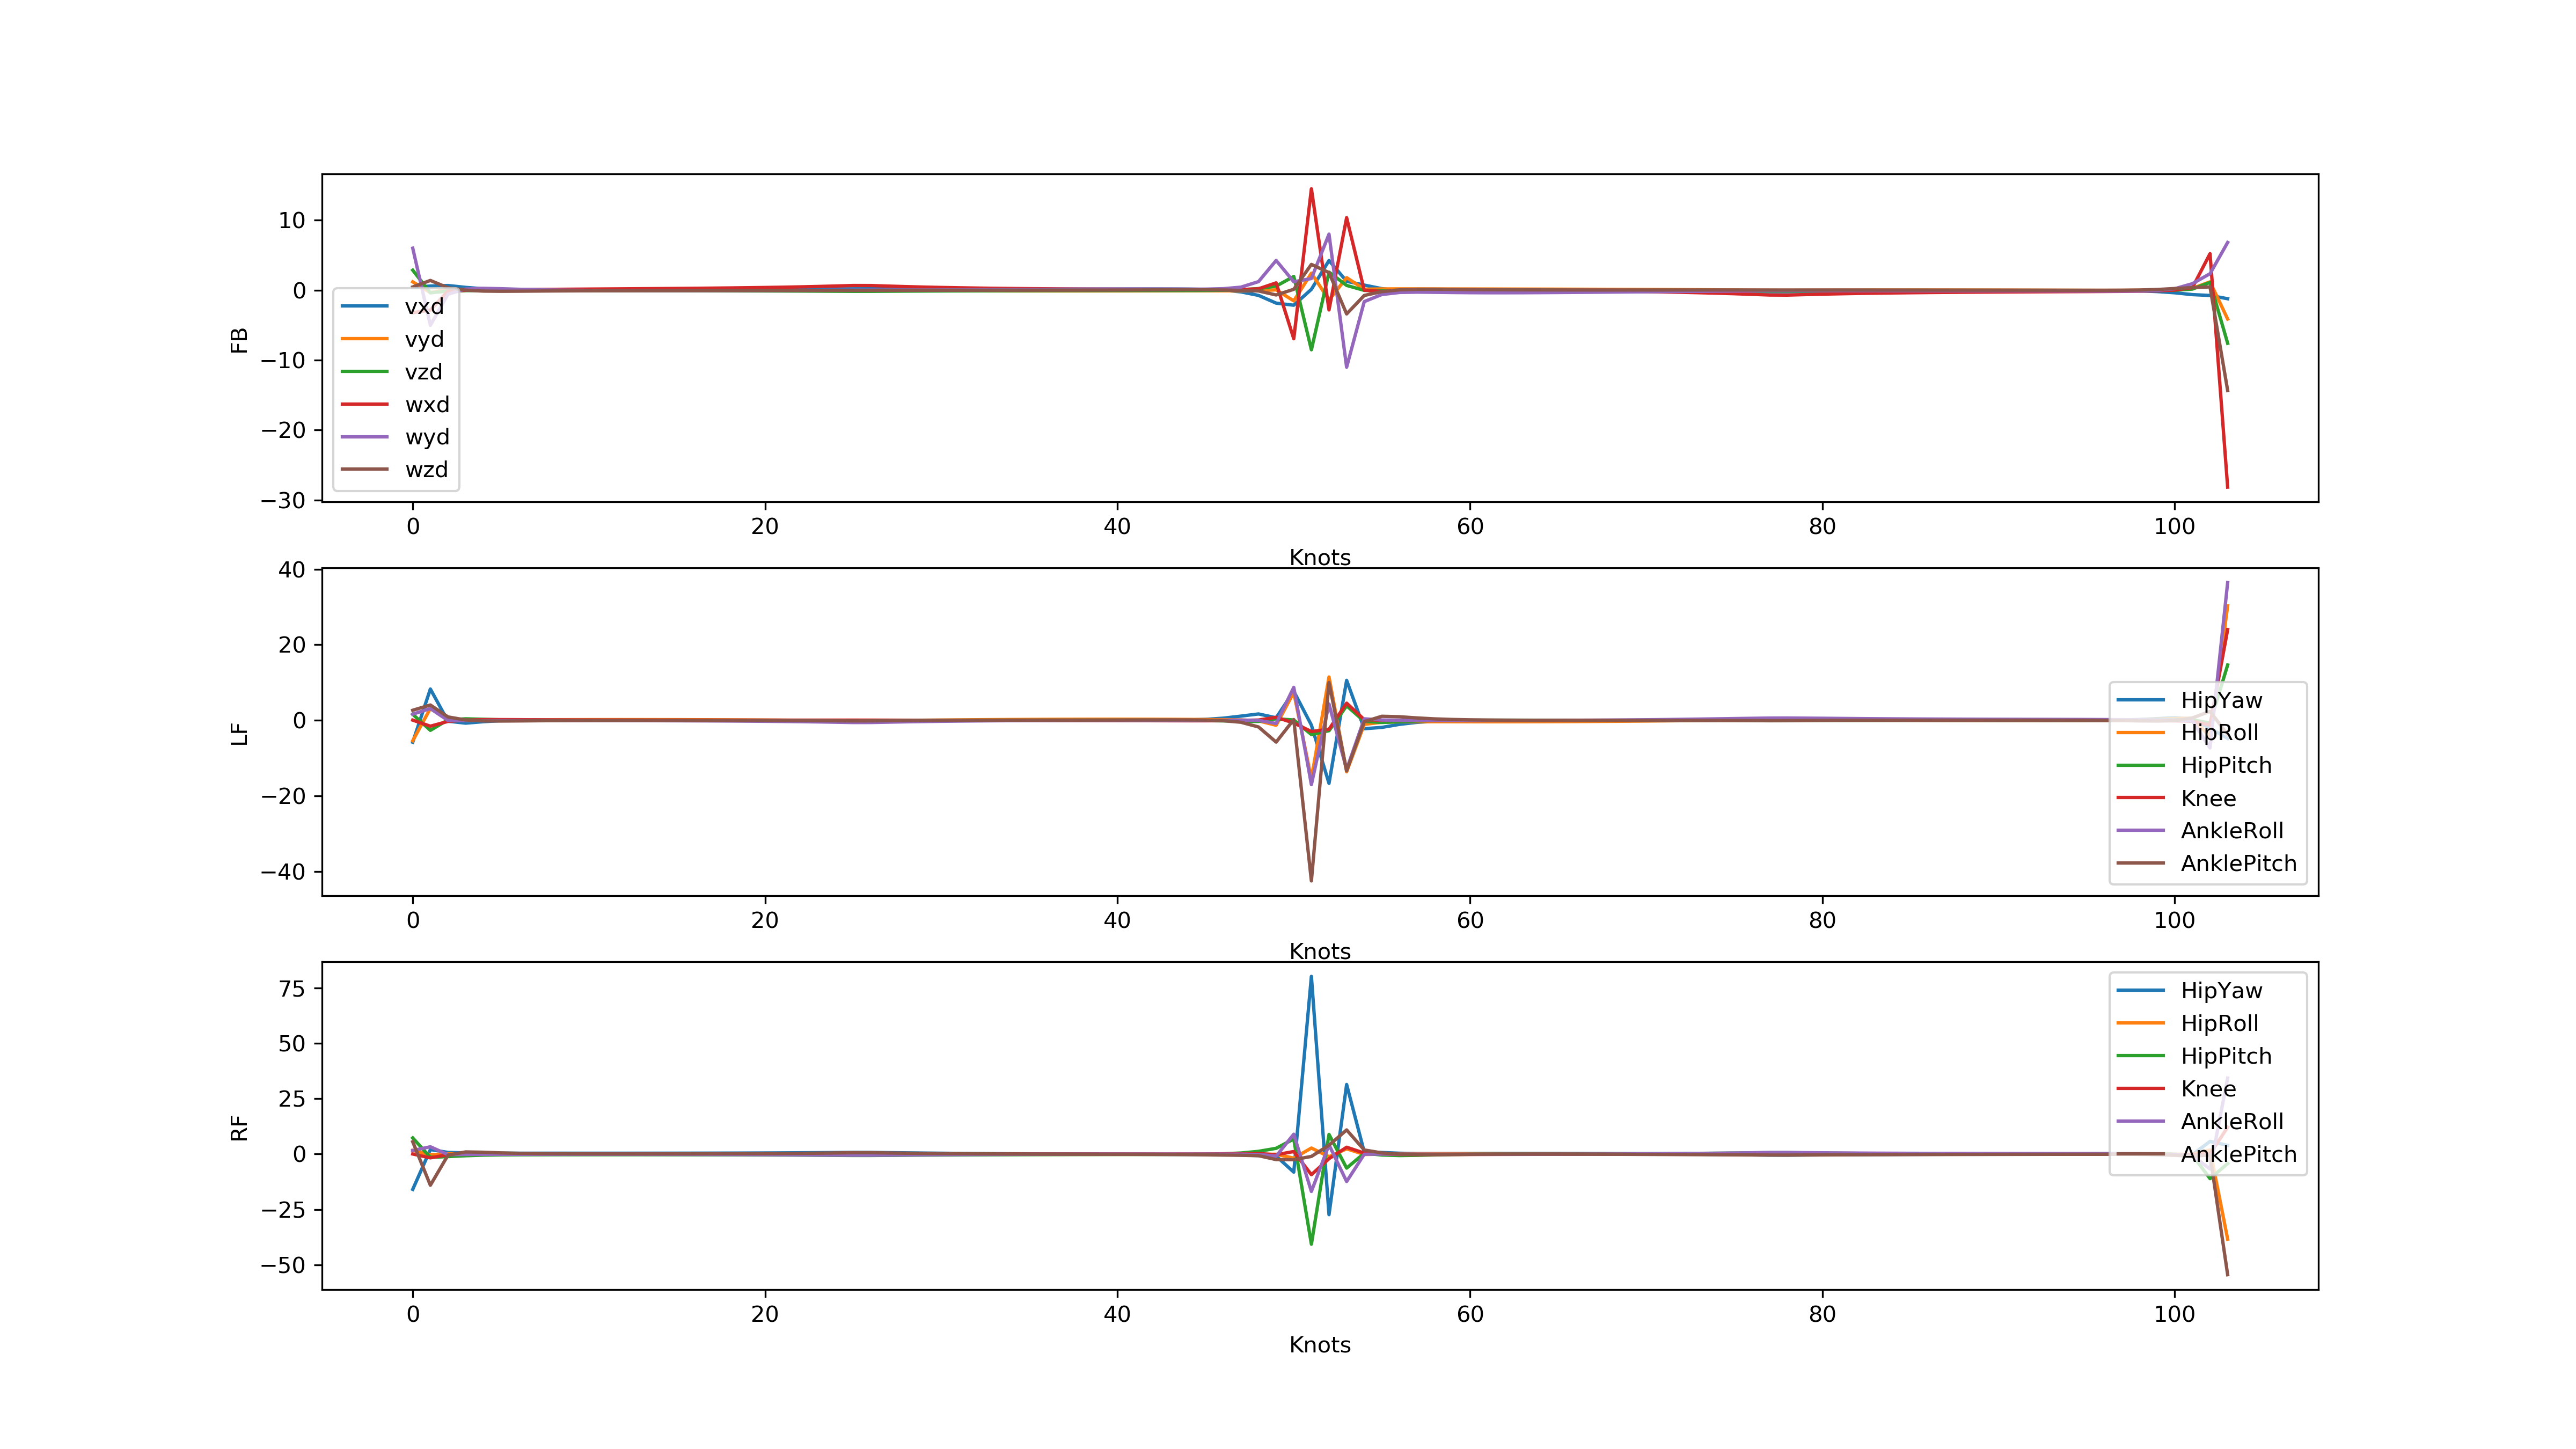 10
0
−10
−20
−30
FB
vxd
vyd
vzd
wxd
wyd
wzd
0 20 40 60 80 100
Knots
40
20
0
−20
−40
LF
HipYaw
HipRoll
HipPitch
Knee
AnkleRoll
AnklePitch
0 20 40 60 80 100
Knots
75
50
25
0
−25
−50
RF
HipYaw
HipRoll
HipPitch
Knee
AnkleRoll
AnklePitch
0 20 40 60 80 100
Knots